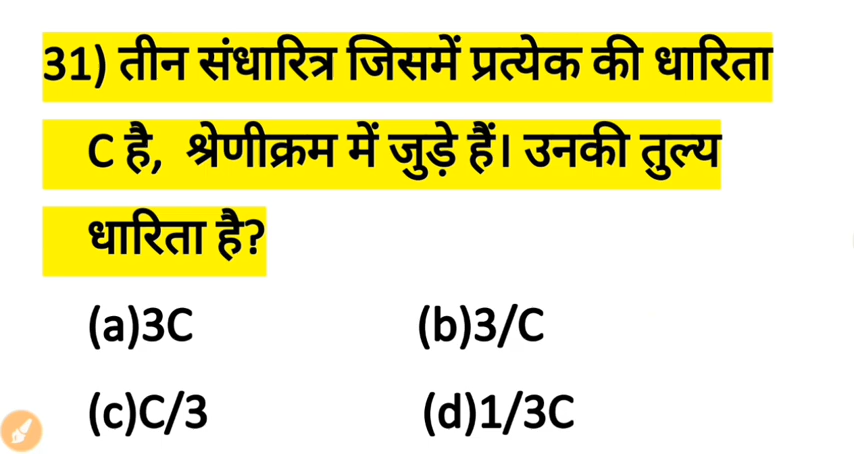 31) तीन संधारित्र जिसमें प्रत्येक की धारिता
C है, श्रेणीक्रम में जुड़े हैं। उनकी तुल्य
धारिता है?
(a)3C (b)3/C
(c)C/3 (d)1/3C